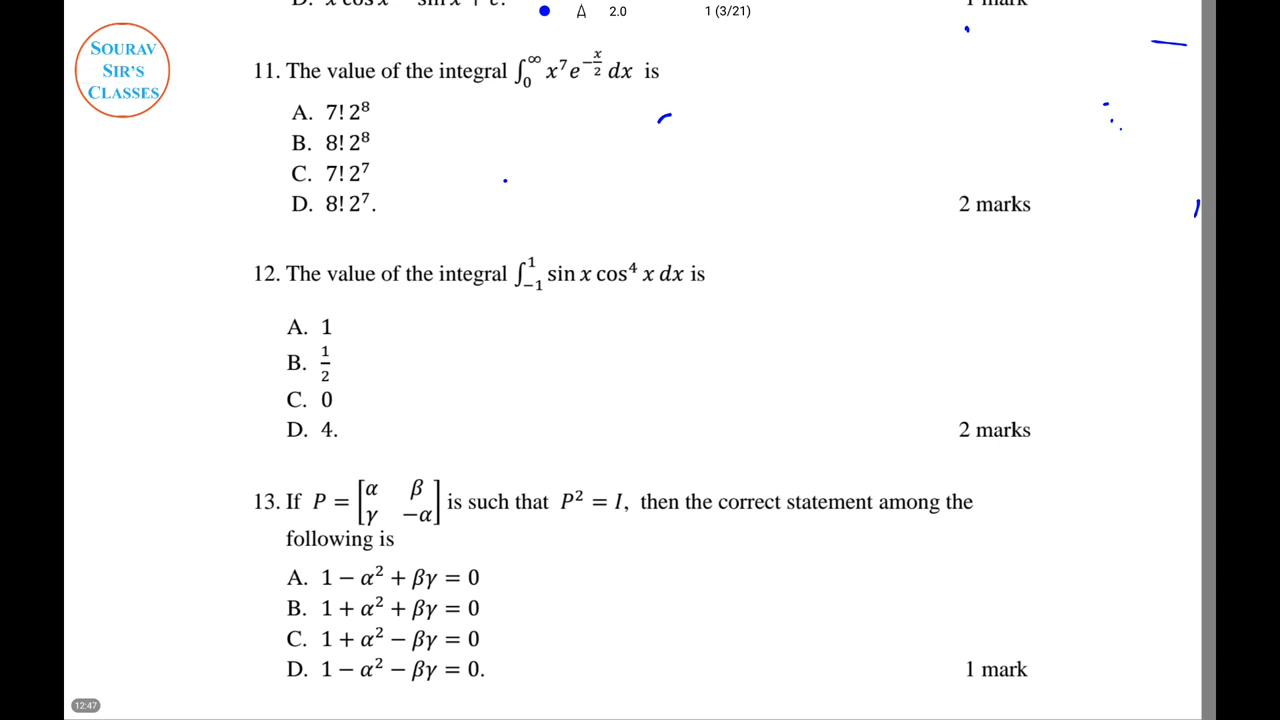 D. x cos x − sin x + c.
2.0
1 (3/21)
1 mark
SOURAV
SIR'S
CLASSES
11. The value of the integral ∫₀^∞ x⁷e^(−x/2) dx is
A. 7! 2⁸
B. 8! 2⁸
C. 7! 2⁷
D. 8! 2⁷.
2 marks
12. The value of the integral ∫₋₁¹ sin x cos⁴ x dx is
A. 1
B. 1/2
C. 0
D. 4.
2 marks
13. If P = [α β; γ −α] is such that P² = I, then the correct statement among the
following is
A. 1 − α² + βγ = 0
B. 1 + α² + βγ = 0
C. 1 + α² − βγ = 0
D. 1 − α² − βγ = 0.
1 mark
12:47